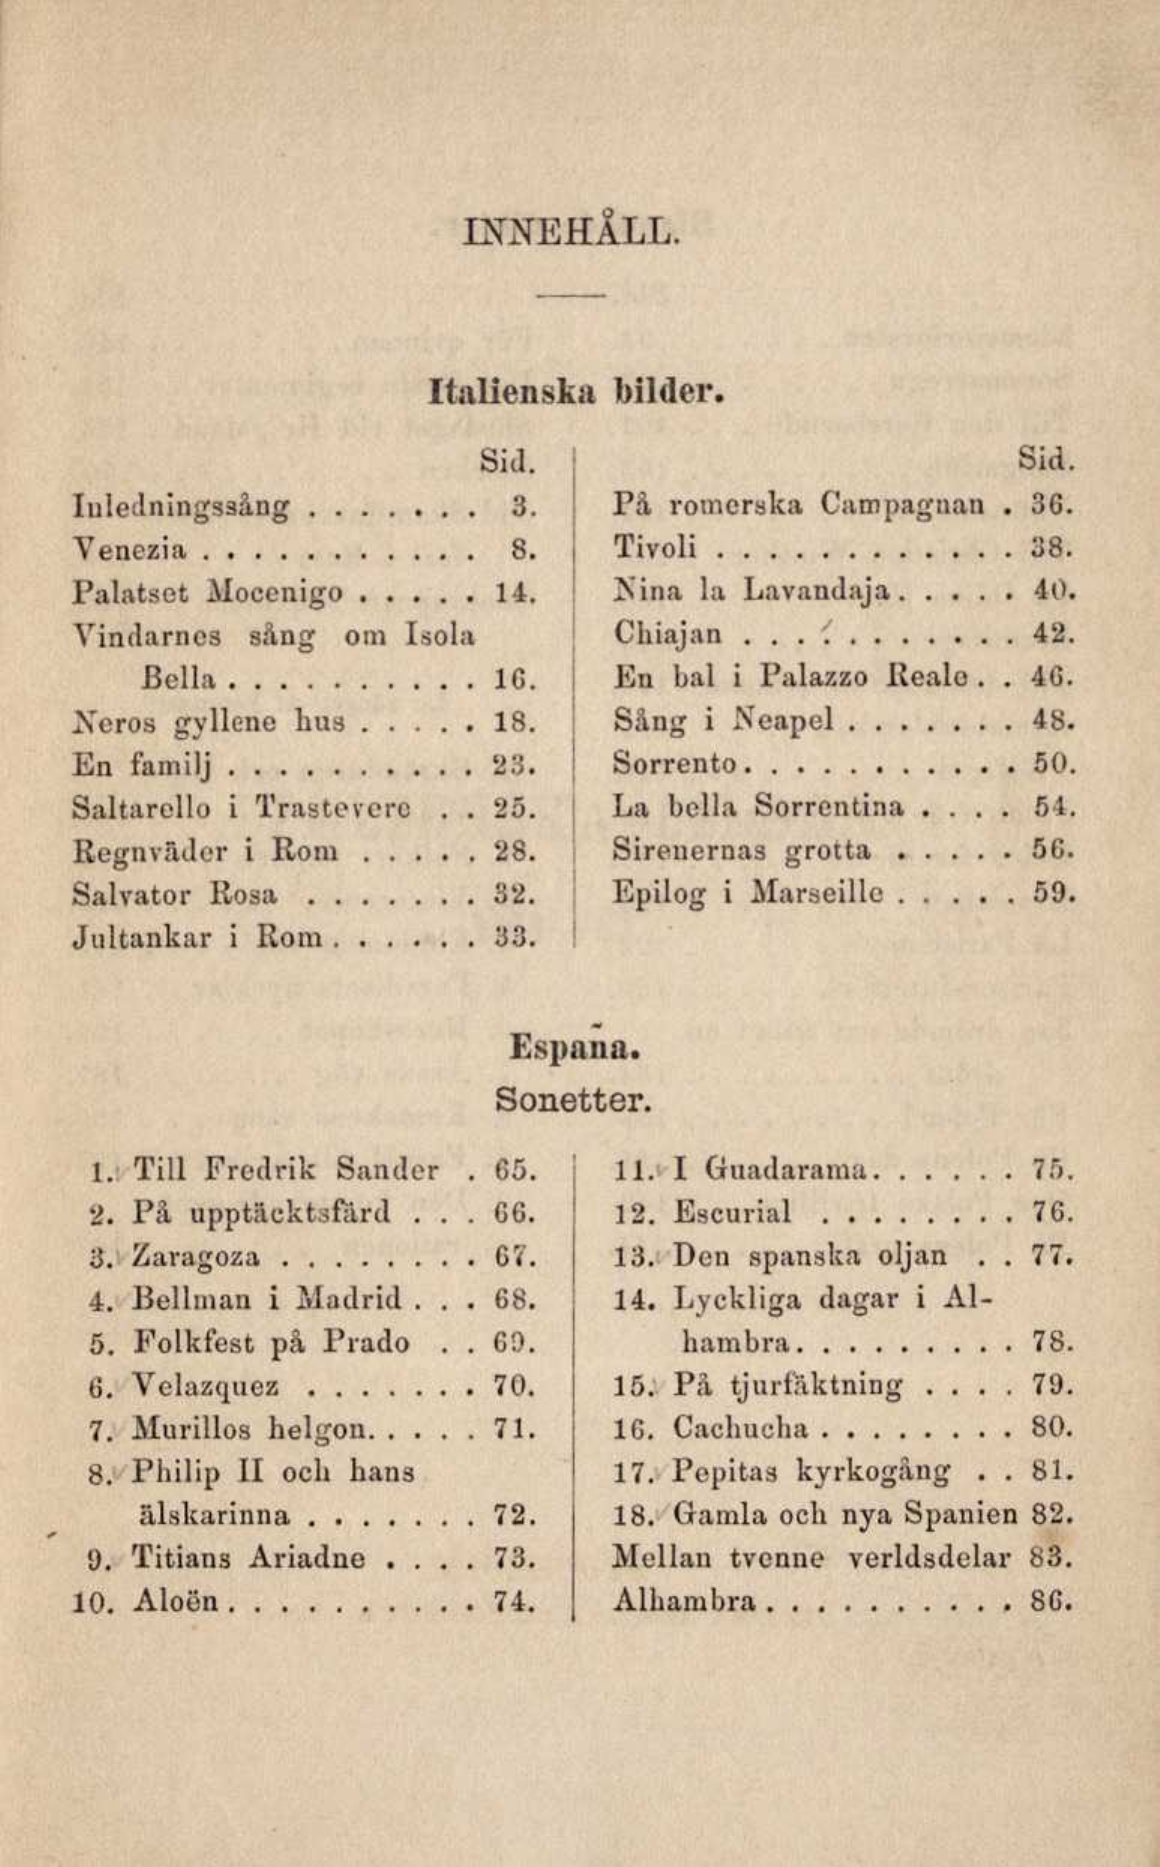 INNEHÅLL.
Italienska bilder.
Sid.
Inledningssång . . . . . . . 3.
Venezia . . . . . . . . . . . 8.
Palatset Mocenigo . . . . . 14.
Vindarnes sång om Isola
Bella . . . . . . . . . . 16.
Neros gyllene hus . . . . . 18.
En familj . . . . . . . . . . 23.
Saltarello i Trastevere . . 25.
Regnväder i Rom . . . . . 28.
Salvator Rosa . . . . . . . 32.
Jultankar i Rom . . . . . . 33.
Sid.
På romerska Campagnan . 36.
Tivoli . . . . . . . . . . . . 38.
Nina la Lavandaja . . . . . 40.
Chiajan . . . . . . . . . . . 42.
En bal i Palazzo Reale . . 46.
Sång i Neapel . . . . . . . 48.
Sorrento . . . . . . . . . . . 50.
La bella Sorrentina . . . . 54.
Sirenernas grotta . . . . . 56.
Epilog i Marseille . . . . . 59.
España.
Sonetter.
1. Till Fredrik Sander . 65.
2. På upptäcktsfärd . . . 66.
3. Zaragoza . . . . . . . . 67.
4. Bellman i Madrid . . . 68.
5. Folkfest på Prado . . 69.
6. Velazquez . . . . . . . 70.
7. Murillos helgon . . . . . 71.
8. Philip II och hans
älskarinna . . . . . . . 72.
9. Titians Ariadne . . . . 73.
10. Aloën . . . . . . . . . . 74.
11. I Guadarama . . . . . . 75.
12. Escurial . . . . . . . . 76.
13. Den spanska oljan . . 77.
14. Lyckliga dagar i Al-
hambra . . . . . . . . . 78.
15. På tjurfäktning . . . . 79.
16. Cachucha . . . . . . . . 80.
17. Pepitas kyrkogång . . 81.
18. Gamla och nya Spanien 82.
Mellan tvenne verldsdelar 83.
Alhambra . . . . . . . . . . 86.